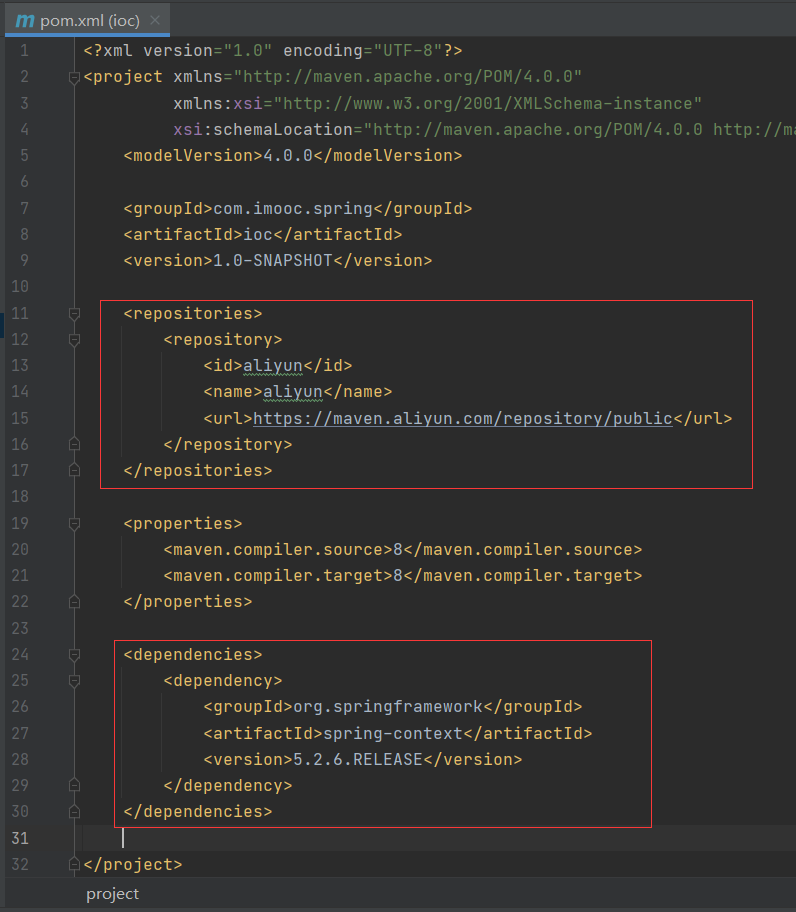 m pom.xml (ioc) ×
1 <?xml version="1.0" encoding="UTF-8"?>
2 <project xmlns="http://maven.apache.org/POM/4.0.0"
3 xmlns:xsi="http://www.w3.org/2001/XMLSchema-instance"
4 xsi:schemaLocation="http://maven.apache.org/POM/4.0.0 http://ma
5 <modelVersion>4.0.0</modelVersion>
6
7 <groupId>com.imooc.spring</groupId>
8 <artifactId>ioc</artifactId>
9 <version>1.0-SNAPSHOT</version>
10
11 <repositories>
12 <repository>
13 <id>aliyun</id>
14 <name>aliyun</name>
15 <url>https://maven.aliyun.com/repository/public</url>
16 </repository>
17 </repositories>
18
19 <properties>
20 <maven.compiler.source>8</maven.compiler.source>
21 <maven.compiler.target>8</maven.compiler.target>
22 </properties>
23
24 <dependencies>
25 <dependency>
26 <groupId>org.springframework</groupId>
27 <artifactId>spring-context</artifactId>
28 <version>5.2.6.RELEASE</version>
29 </dependency>
30 </dependencies>
31
32 </project>
project